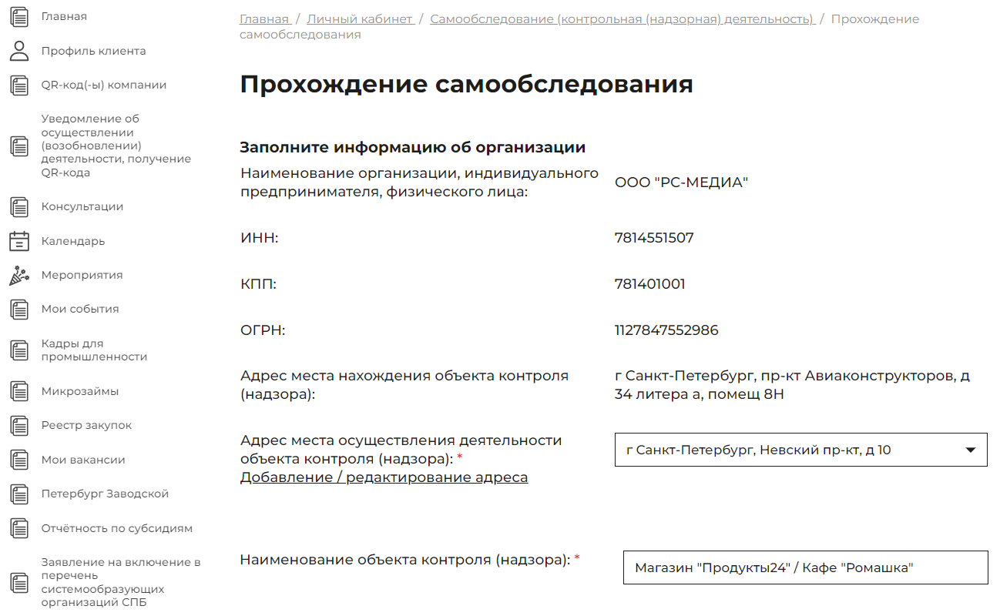 Главная
Профиль клиента
QR-код(-ы) компании
Уведомление об
осуществлении
(возобновлении)
деятельности, получение
QR-кода
Консультации
Календарь
Мероприятия
Мои события
Кадры для
промышленности
Микрозаймы
Реестр закупок
Мои вакансии
Петербург Заводской
Отчётность по субсидиям
Заявление на включение в
перечень
системообразующих
организаций СПБ
Главная / Личный кабинет / Самообследование (контрольная (надзорная) деятельность) / Прохождение
самообследования
Прохождение самообследования
Заполните информацию об организации
Наименование организации, индивидуального
предпринимателя, физического лица:
ООО "РС-МЕДИА"
ИНН:
7814551507
КПП:
781401001
ОГРН:
1127847552986
Адрес места нахождения объекта контроля
(надзора):
г Санкт-Петербург, пр-кт Авиаконструкторов, д
34 литера а, помещ 8Н
Адрес места осуществления деятельности
объекта контроля (надзора): *
Добавление / редактирование адреса
г Санкт-Петербург, Невский пр-кт, д 10
Наименование объекта контроля (надзора): *
Магазин "Продукты24" / Кафе "Ромашка"